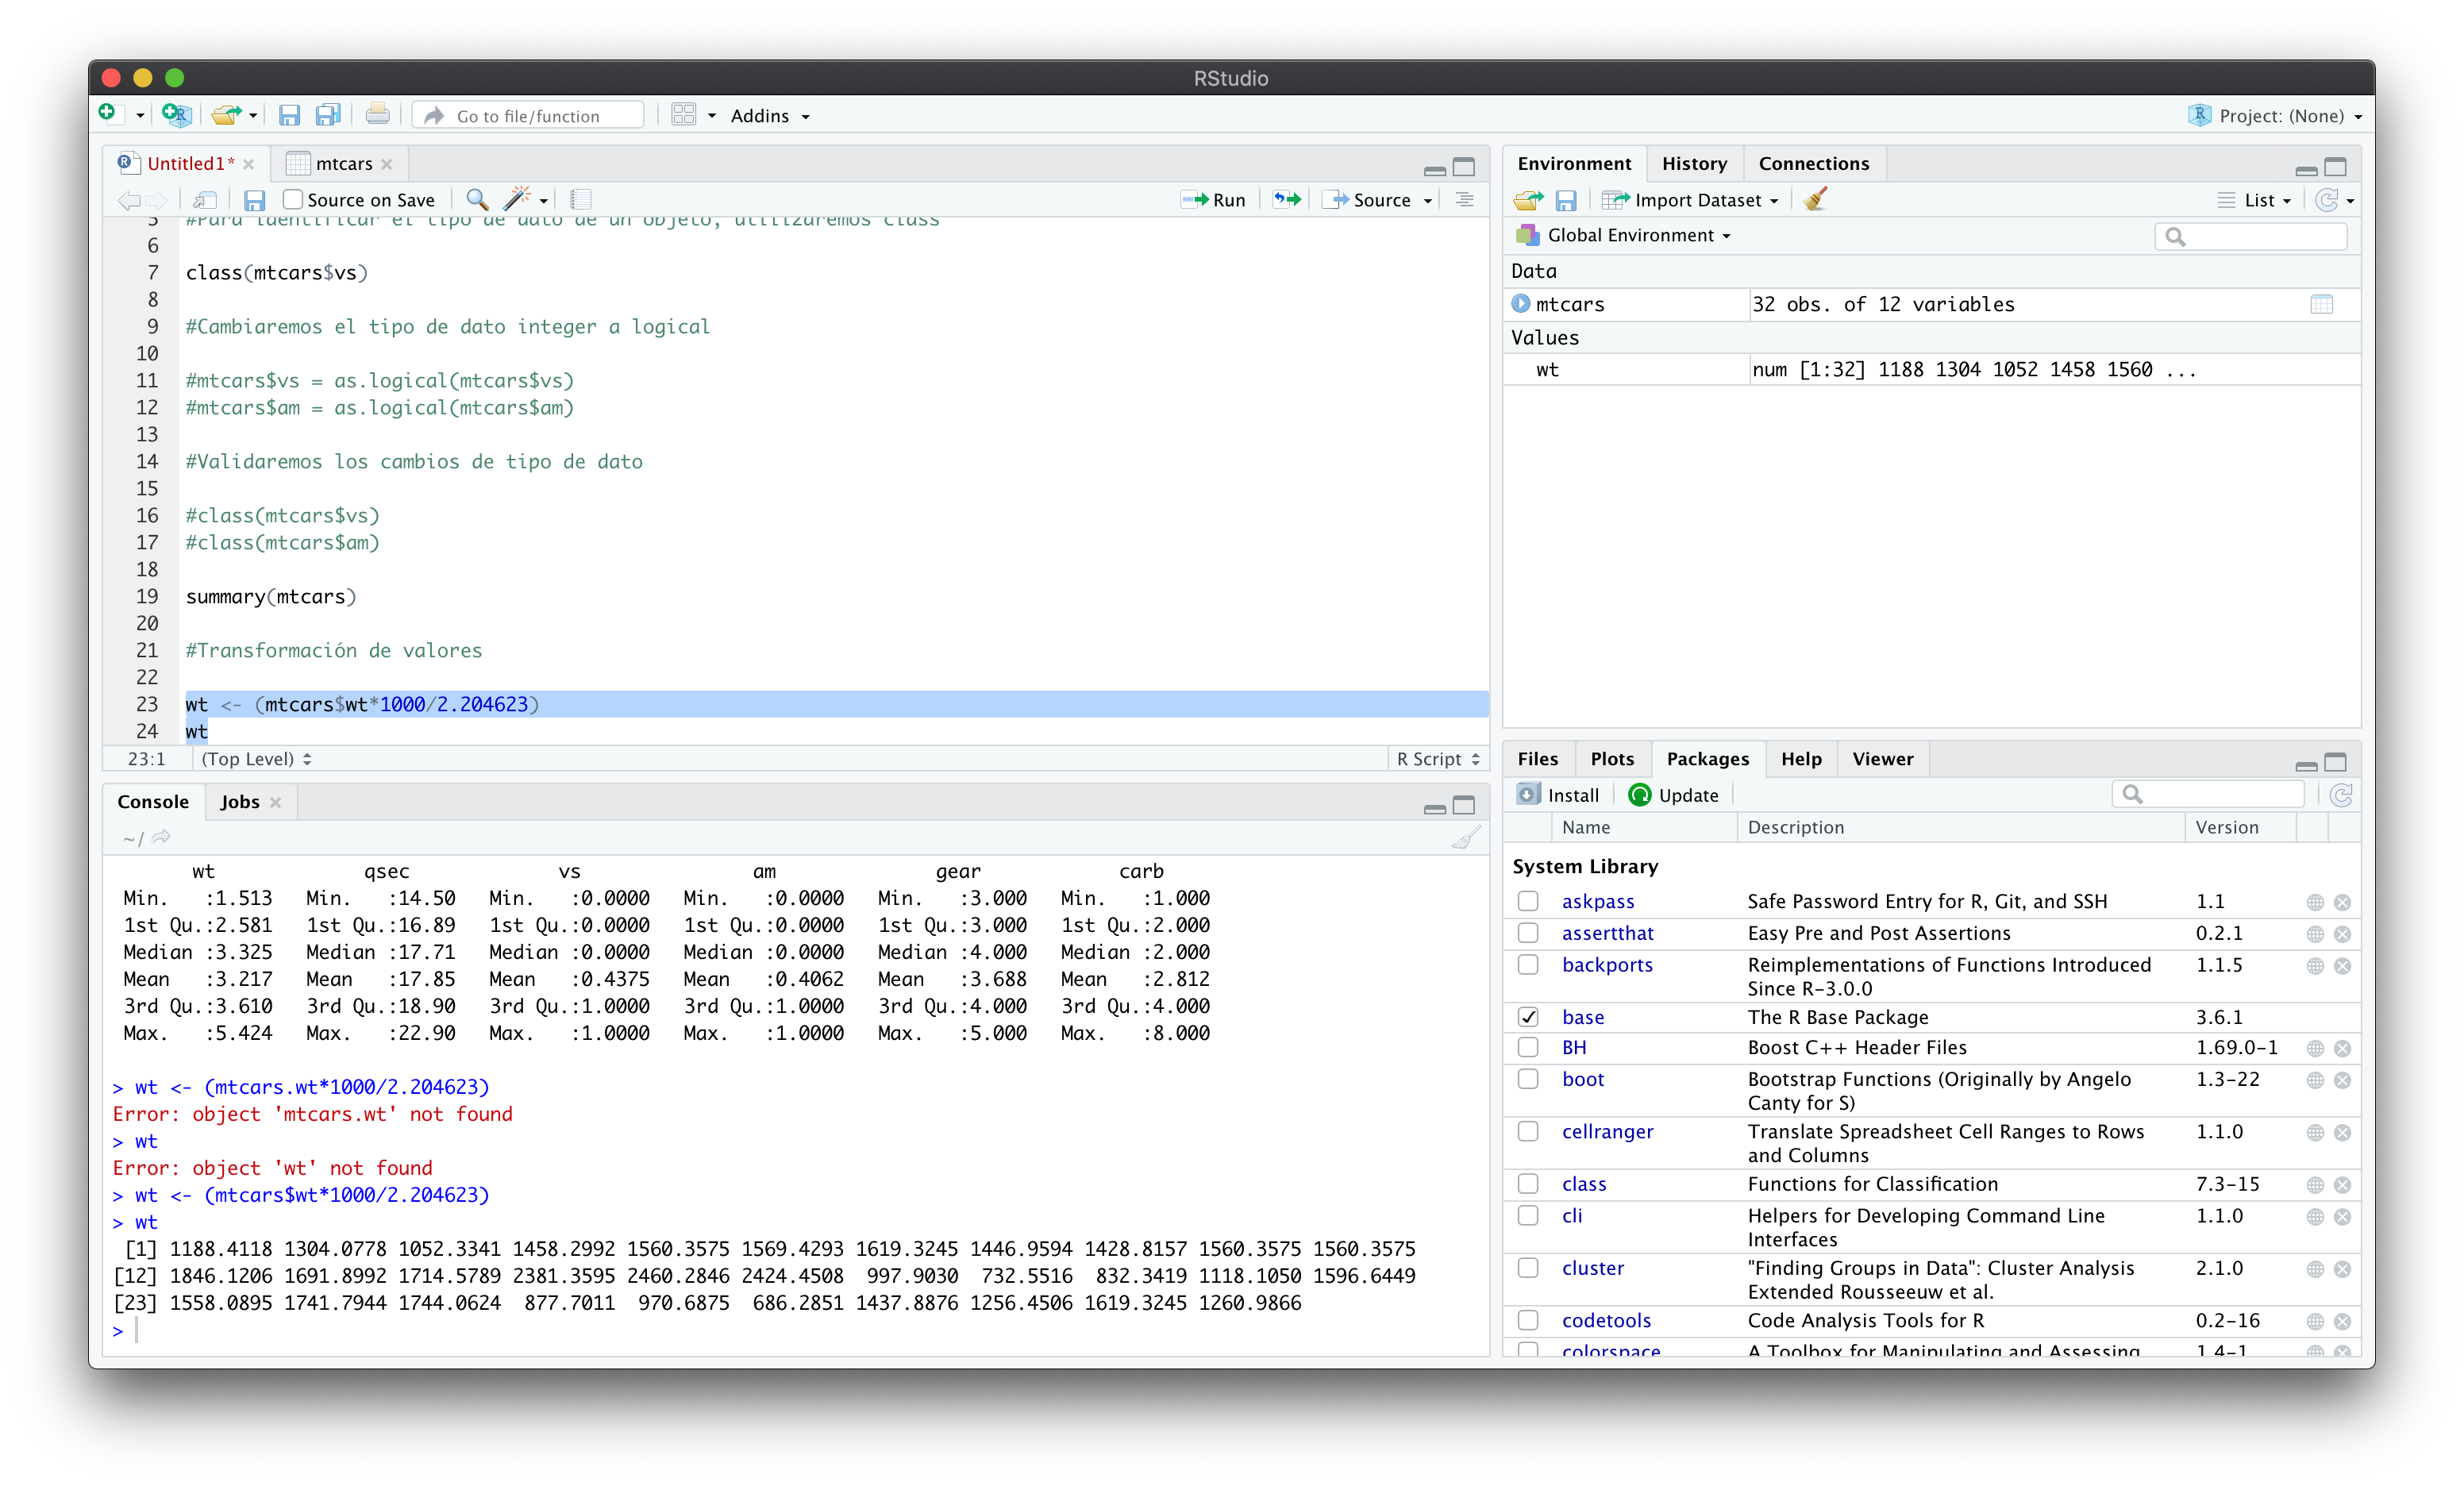 RStudio
Go to file/function
Addins
Project: (None)
Untitled1*
mtcars
Source on Save
Run
Source
5 #Para identificar el tipo de dato de un objeto, utilizaremos class
6
7 class(mtcars$vs)
8
9 #Cambiaremos el tipo de dato integer a logical
10
11 #mtcars$vs = as.logical(mtcars$vs)
12 #mtcars$am = as.logical(mtcars$am)
13
14 #Validaremos los cambios de tipo de dato
15
16 #class(mtcars$vs)
17 #class(mtcars$am)
18
19 summary(mtcars)
20
21 #Transformación de valores
22
23 wt <- (mtcars$wt*1000/2.204623)
24 wt
23:1 (Top Level) R Script
Console Jobs
~/
wt qsec vs am gear carb
Min. :1.513 Min. :14.50 Min. :0.0000 Min. :0.0000 Min. :3.000 Min. :1.000
1st Qu.:2.581 1st Qu.:16.89 1st Qu.:0.0000 1st Qu.:0.0000 1st Qu.:3.000 1st Qu.:2.000
Median :3.325 Median :17.71 Median :0.0000 Median :0.0000 Median :4.000 Median :2.000
Mean :3.217 Mean :17.85 Mean :0.4375 Mean :0.4062 Mean :3.688 Mean :2.812
3rd Qu.:3.610 3rd Qu.:18.90 3rd Qu.:1.0000 3rd Qu.:1.0000 3rd Qu.:4.000 3rd Qu.:4.000
Max. :5.424 Max. :22.90 Max. :1.0000 Max. :1.0000 Max. :5.000 Max. :8.000
> wt <- (mtcars.wt*1000/2.204623)
Error: object 'mtcars.wt' not found
> wt
Error: object 'wt' not found
> wt <- (mtcars$wt*1000/2.204623)
> wt
[1] 1188.4118 1304.0778 1052.3341 1458.2992 1560.3575 1569.4293 1619.3245 1446.9594 1428.8157 1560.3575 1560.3575
[12] 1846.1206 1691.8992 1714.5789 2381.3595 2460.2846 2424.4508 997.9030 732.5516 832.3419 1118.1050 1596.6449
[23] 1558.0895 1741.7944 1744.0624 877.7011 970.6875 686.2851 1437.8876 1256.4506 1619.3245 1260.9866
>
Environment History Connections
Import Dataset List
Global Environment
Data
mtcars 32 obs. of 12 variables
Values
wt num [1:32] 1188 1304 1052 1458 1560 ...
Files Plots Packages Help Viewer
Install Update
Name Description Version
System Library
askpass Safe Password Entry for R, Git, and SSH 1.1
assertthat Easy Pre and Post Assertions 0.2.1
backports Reimplementations of Functions Introduced 1.1.5
Since R-3.0.0
base The R Base Package 3.6.1
BH Boost C++ Header Files 1.69.0-1
boot Bootstrap Functions (Originally by Angelo 1.3-22
Canty for S)
cellranger Translate Spreadsheet Cell Ranges to Rows 1.1.0
and Columns
class Functions for Classification 7.3-15
cli Helpers for Developing Command Line 1.1.0
Interfaces
cluster "Finding Groups in Data": Cluster Analysis 2.1.0
Extended Rousseeuw et al.
codetools Code Analysis Tools for R 0.2-16
colorspace A Toolbox for Manipulating and Assessing 1.4-1